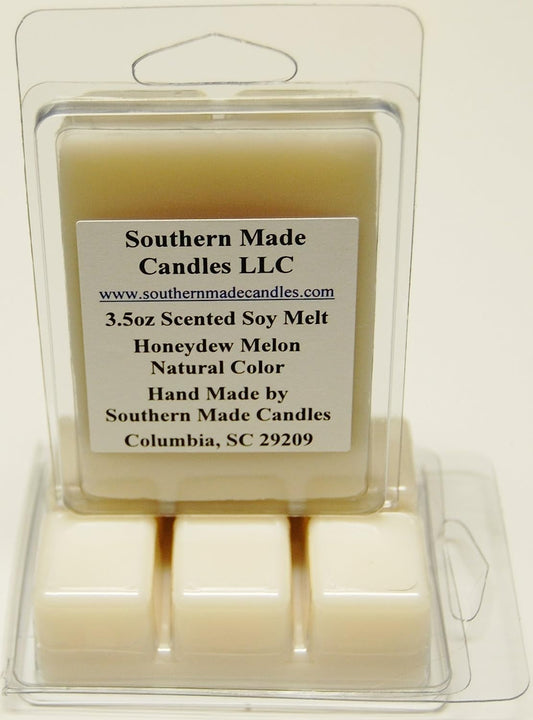 Southern Made
Candles LLC
www.southernmadecandles.com
3.5oz Scented Soy Melt
Honeydew Melon
Natural Color
Hand Made by
Southern Made Candles
Columbia, SC 29209